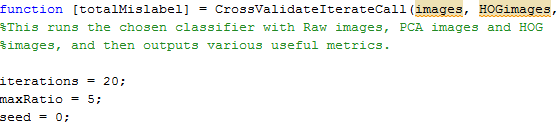 function [totalMislabel] = CrossValidateIterateCall(images, HOGimages,
%This runs the chosen classifier with Raw images, PCA images and HOG
%images, and then outputs various useful metrics.
iterations = 20;
maxRatio = 5;
seed = 0;